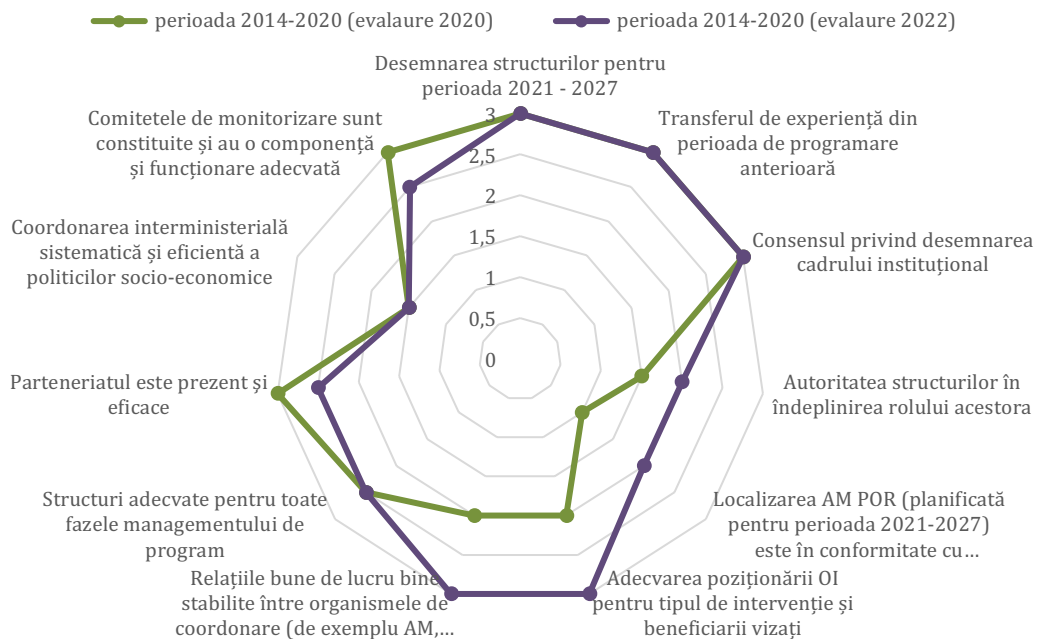 perioada 2014-2020 (evalaure 2020)
perioada 2014-2020 (evalaure 2022)
Desemnarea structurilor pentru
perioada 2021 - 2027
Transferul de experiență din
perioada de programare
anterioară
Consensul privind desemnarea
cadrului instituțional
Autoritatea structurilor în
îndeplinirea rolului acestora
Localizarea AM POR (planificată
pentru perioada 2021-2027)
este în conformitate cu…
Adecvarea poziționării OI
pentru tipul de intervenție și
beneficiarii vizați
Relațiile bune de lucru bine
stabilite între organismele de
coordonare (de exemplu AM,…
Structuri adecvate pentru toate
fazele managementului de
program
Parteneriatul este prezent și
eficace
Coordonarea interministerială
sistematică și eficientă a
politicilor socio-economice
Comitetele de monitorizare sunt
constituite și au o componență
și funcționare adecvată
3
2,5
2
1,5
1
0,5
0